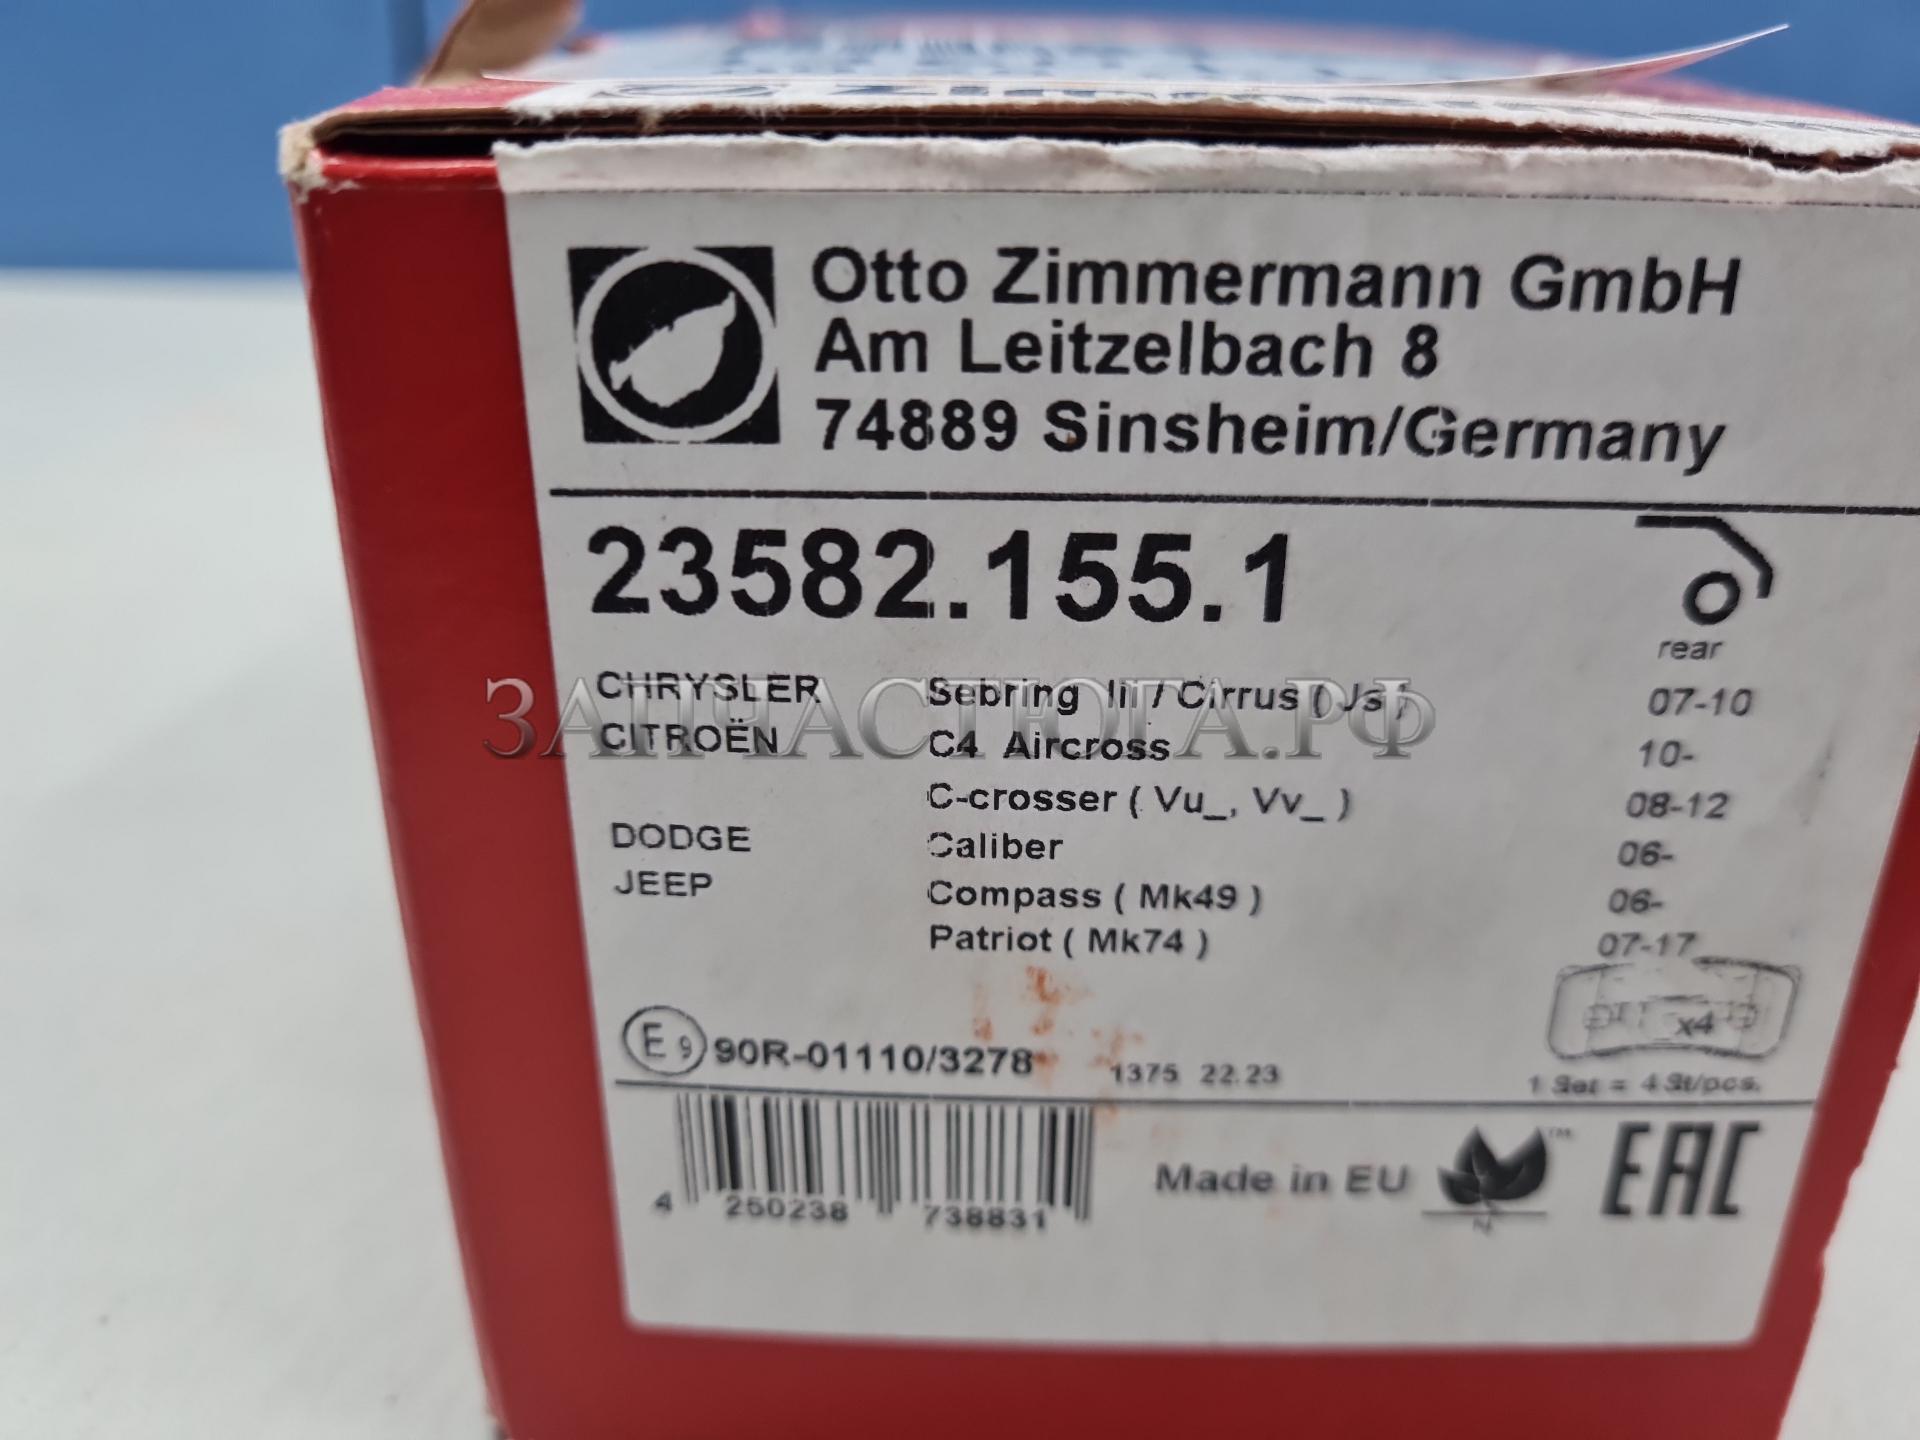 Zimmer
Otto Zimmermann GmbH
Am Leitzelbach 8
74889 Sinsheim/Germany
23582.155.1
rear
CHRYSLER Sebring Iii / Cirrus ( Js ) 07-10
ЗАПЧАСТЮГА.РФ
CITROËN C4 Aircross 10-
C-crosser ( Vu_, Vv_ ) 08-12
DODGE Caliber 06-
JEEP Compass ( Mk49 ) 06-
Patriot ( Mk74 ) 07-17
x4
E9 90R-01110/3278 1375 22.23
1 Set = 4 St/pcs.
4 250238 738831
Made in EU
N
™
EAC